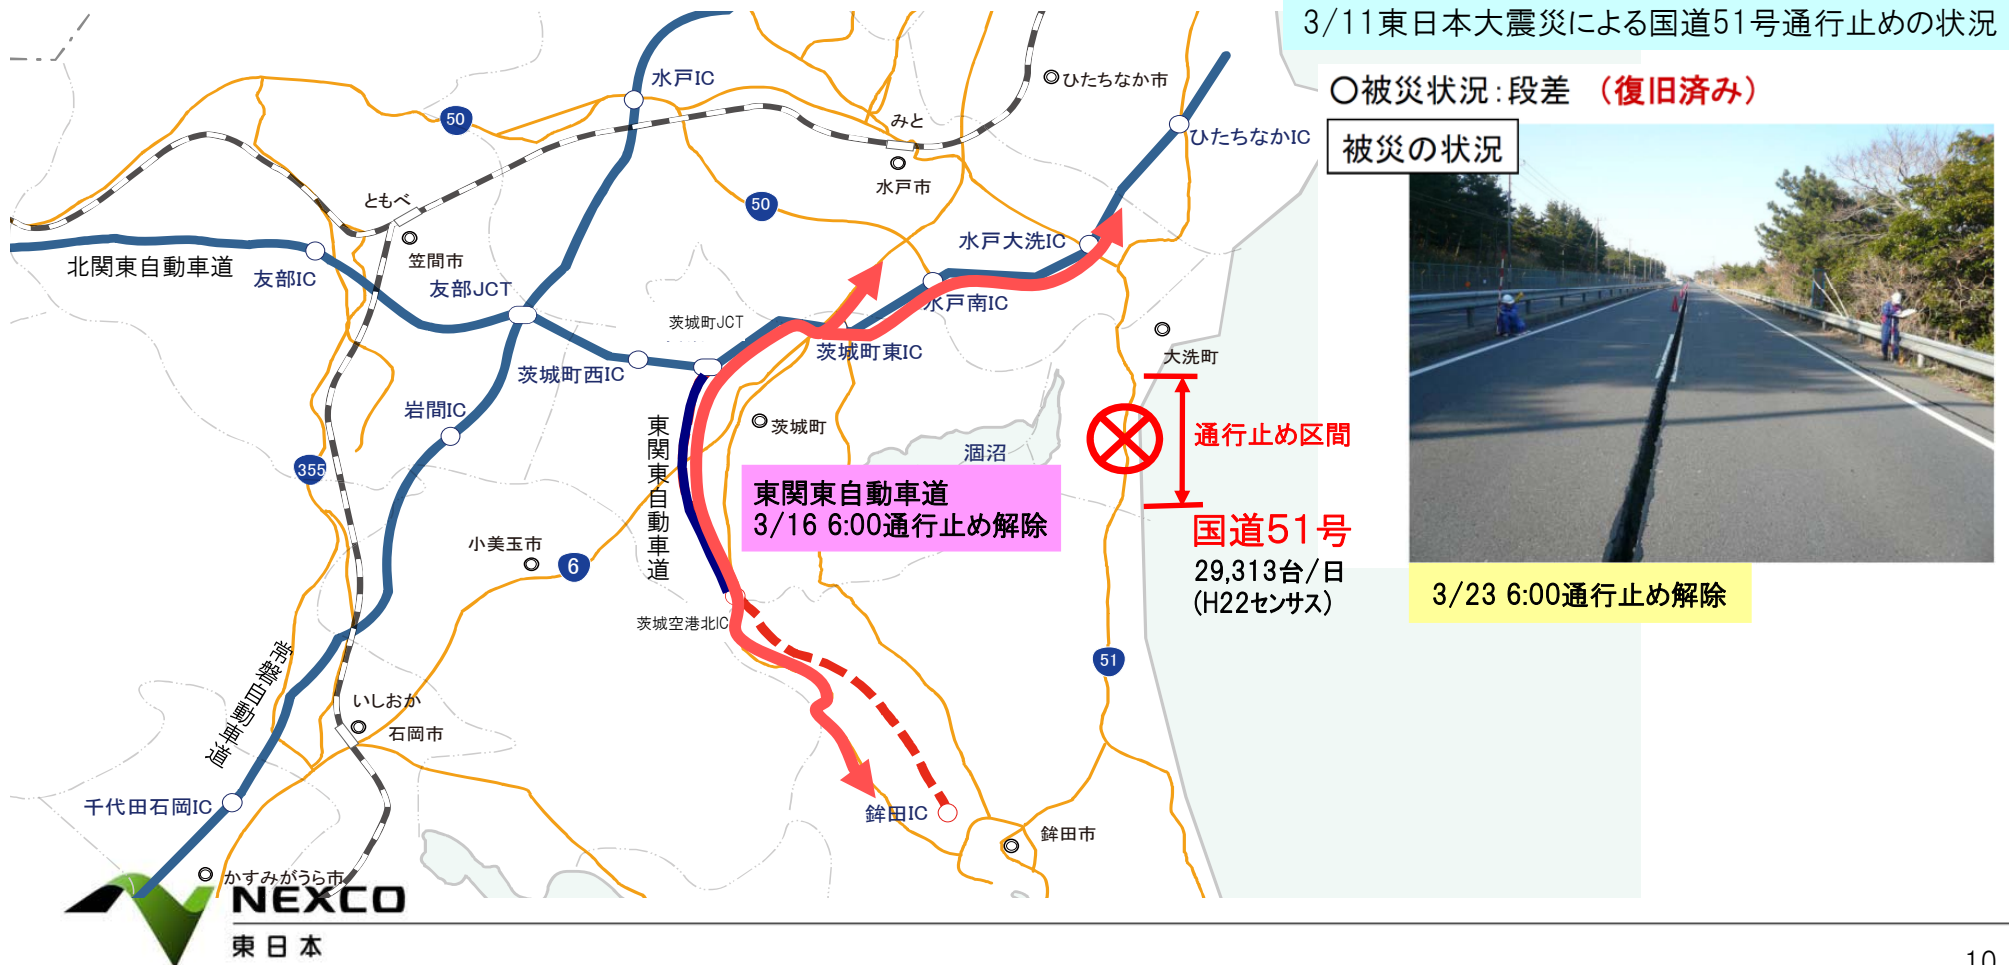 3/11東日本大震災による国道51号通行止めの状況
〇被災状況:段差 (復旧済み)
被災の状況
水戸IC
ひたちなか市
50
みと
ひたちなかIC
水戸市
ともべ
50
笠間市
水戸大洗IC
北関東自動車道
友部IC
友部JCT
水戸南IC
茨城町JCT
茨城町東IC
大洗町
茨城町西IC
岩間IC
東関東自動車道
茨城町
通行止め区間
涸沼
355
東関東自動車道
3/16 6:00通行止め解除
国道51号
29,313台/日
(H22センサス)
小美玉市
6
3/23 6:00通行止め解除
茨城空港北IC
51
常磐自動車道
いしおか
石岡市
千代田石岡IC
鉾田IC
鉾田市
かすみがうら市
NEXCO
東日本
10